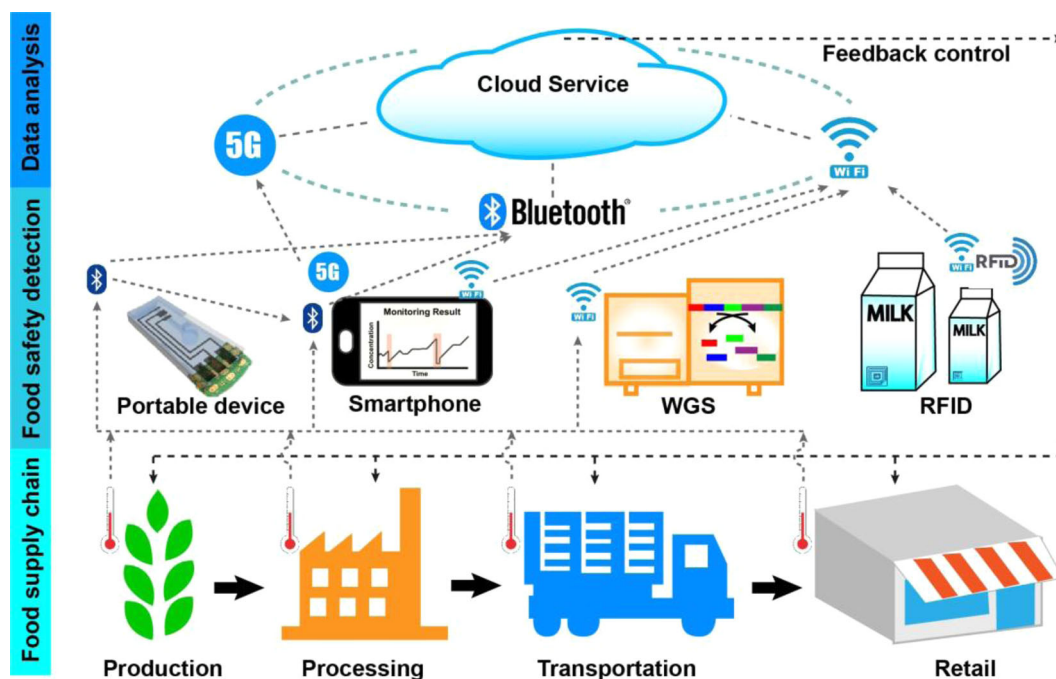 Data analysis
Feedback control
Cloud Service
5G
Wi Fi
Bluetooth®
Food safety detection
5G
Wi Fi
Wi Fi
RFID
Wi Fi
Monitoring Result
Concentration
Time
MILK
MILK
Portable device
Smartphone
WGS
RFID
Food supply chain
Production
Processing
Transportation
Retail